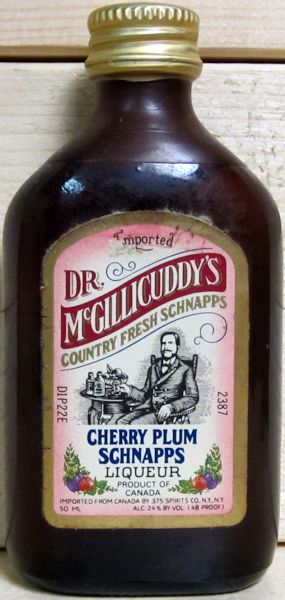 Imported
DR.
McGILLICUDDY'S
COUNTRY FRESH SCHNAPPS
D1P22E
2387
CHERRY PLUM
SCHNAPPS
LIQUEUR
PRODUCT OF
CANADA
IMPORTED FROM CANADA BY 375 SPIRITS CO. N.Y., N.Y.
50 ML ALC. 24% BY VOL. (48 PROOF)